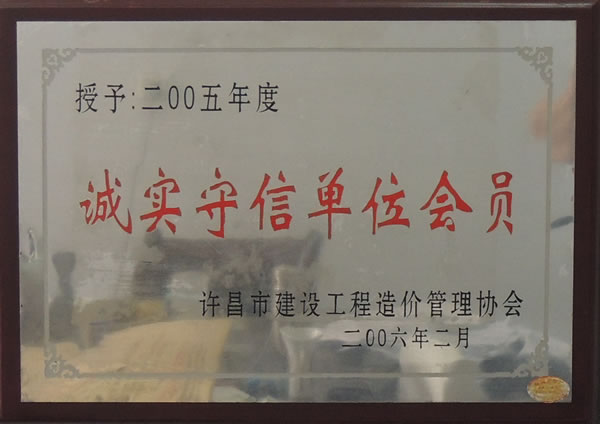 授予:二00五年度
诚实守信单位会员
许昌市建设工程造价管理协会
二00六年二月